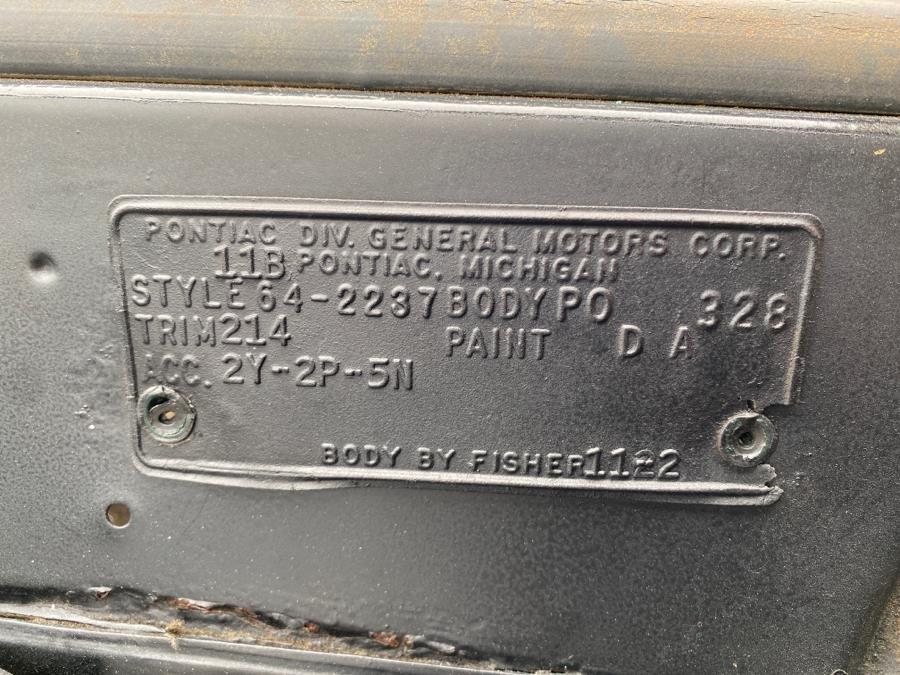 PONTIAC DIV. GENERAL MOTORS CORP.
11B PONTIAC, MICHIGAN
STYLE 64-2237 BODY PO 328
TRIM 214 PAINT D A
ACC. 2Y-2P-5N
BODY BY FISHER 1122